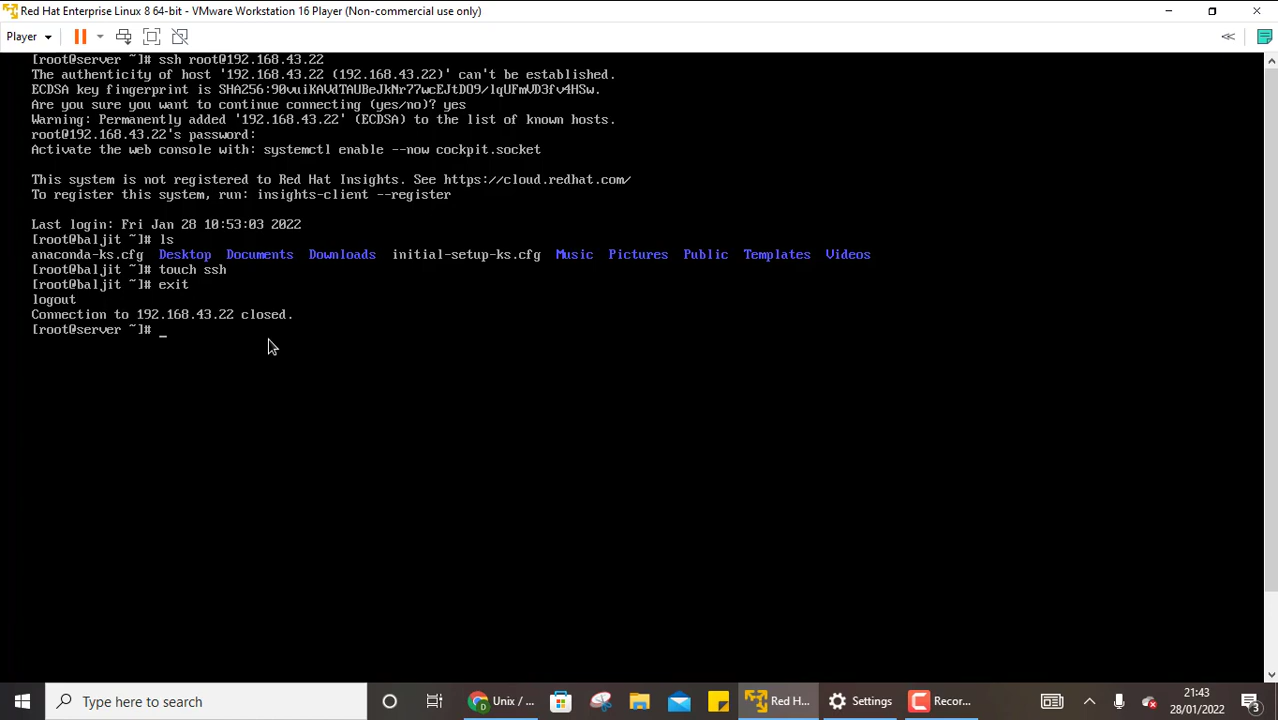 Red Hat Enterprise Linux 8 64-bit - VMware Workstation 16 Player (Non-commercial use only)
Player
[root@server ~]# ssh root@192.168.43.22
The authenticity of host '192.168.43.22 (192.168.43.22)' can't be established.
ECDSA key fingerprint is SHA256:90vuiKAVdTAUBeJkNr77wcEJtDO9/lqUFmVD3fv4HSw.
Are you sure you want to continue connecting (yes/no)? yes
Warning: Permanently added '192.168.43.22' (ECDSA) to the list of known hosts.
root@192.168.43.22's password:
Activate the web console with: systemctl enable --now cockpit.socket
This system is not registered to Red Hat Insights. See https://cloud.redhat.com/
To register this system, run: insights-client --register
Last login: Fri Jan 28 10:53:03 2022
[root@baljit ~]# ls
anaconda-ks.cfg Desktop Documents Downloads initial-setup-ks.cfg Music Pictures Public Templates Videos
[root@baljit ~]# touch ssh
[root@baljit ~]# exit
logout
Connection to 192.168.43.22 closed.
[root@server ~]# _
Type here to search
Unix / ...
Red H...
Settings
Recor...
21:43
28/01/2022
3